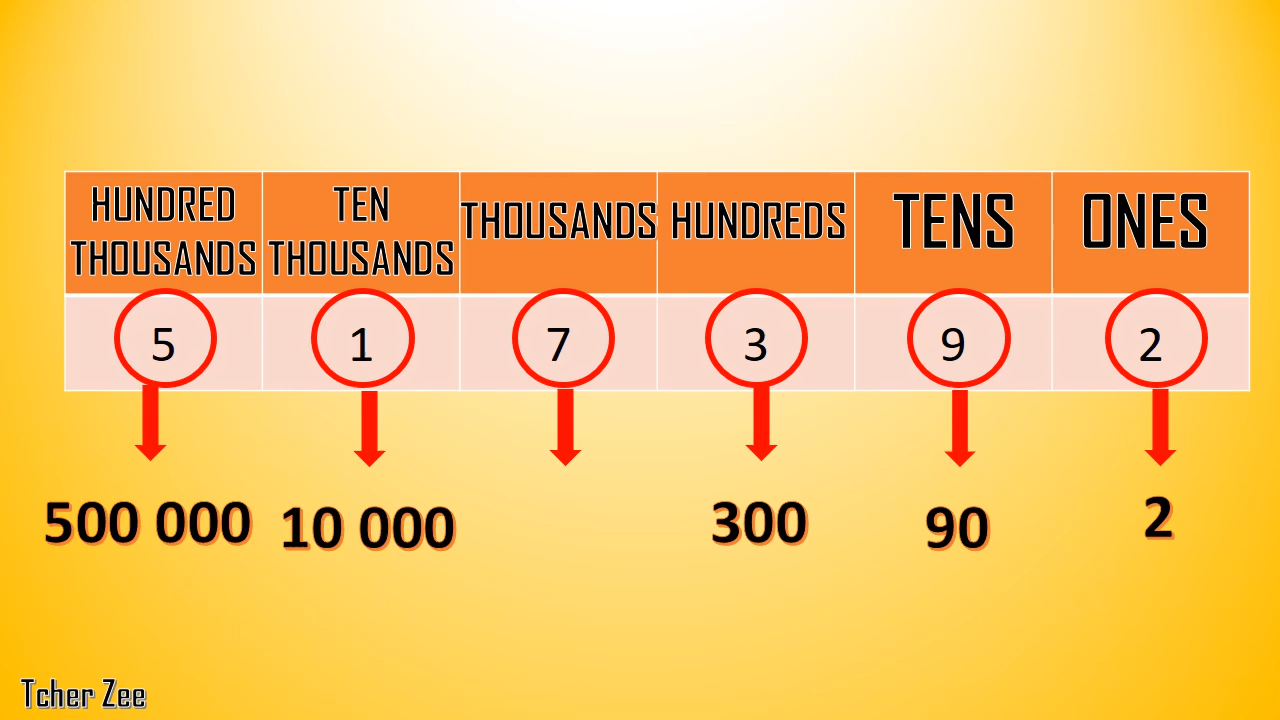 HUNDRED THOUSANDS
TEN THOUSANDS
THOUSANDS
HUNDREDS
TENS
ONES
5 1 7 3 9 2
500 000 10 000 300 90 2
Tcher Zee